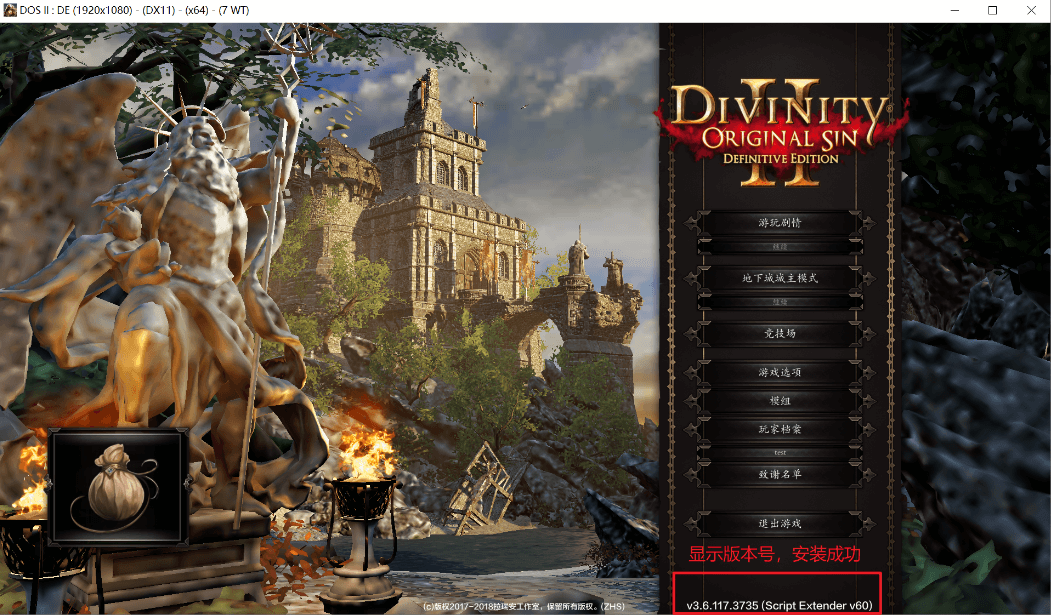 DOS II : DE (1920x1080) - (DX11) - (x64) - (7 WT)
DIVINITY
ORIGINAL SIN
II
DEFINITIVE EDITION
游玩剧情
地下城城主模式
竞技场
游戏选项
模组
玩家档案
test
致谢名单
退出游戏
显示版本号，安装成功
v3.6.117.3735 (Script Extender v60)
(c)版权2017-2018拉瑞安工作室，保留所有版权。(ZHS)